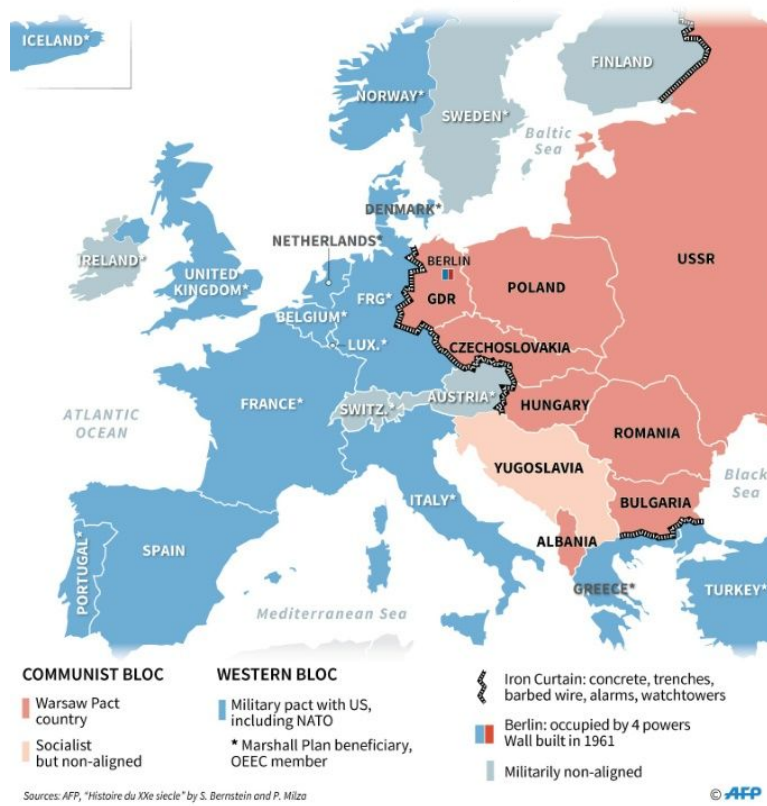 ICELAND*
FINLAND
NORWAY*
SWEDEN*
Baltic
Sea
DENMARK*
NETHERLANDS*
IRELAND*
UNITED
KINGDOM*
BERLIN
USSR
FRG*
GDR
POLAND
BELGIUM*
LUX.*
CZECHOSLOVAKIA
FRANCE*
SWITZ.*
AUSTRIA*
HUNGARY
ATLANTIC
OCEAN
ROMANIA
YUGOSLAVIA
Black
Sea
ITALY*
BULGARIA
PORTUGAL*
SPAIN
ALBANIA
GREECE*
TURKEY*
Mediterranean Sea
COMMUNIST BLOC
Warsaw Pact
country
Socialist
but non-aligned
WESTERN BLOC
Military pact with US,
including NATO
* Marshall Plan beneficiary,
OEEC member
Iron Curtain: concrete, trenches,
barbed wire, alarms, watchtowers
Berlin: occupied by 4 powers
Wall built in 1961
Militarily non-aligned
Sources: AFP, "Histoire du XXe siecle" by S. Bernstein and P. Milza
© AFP